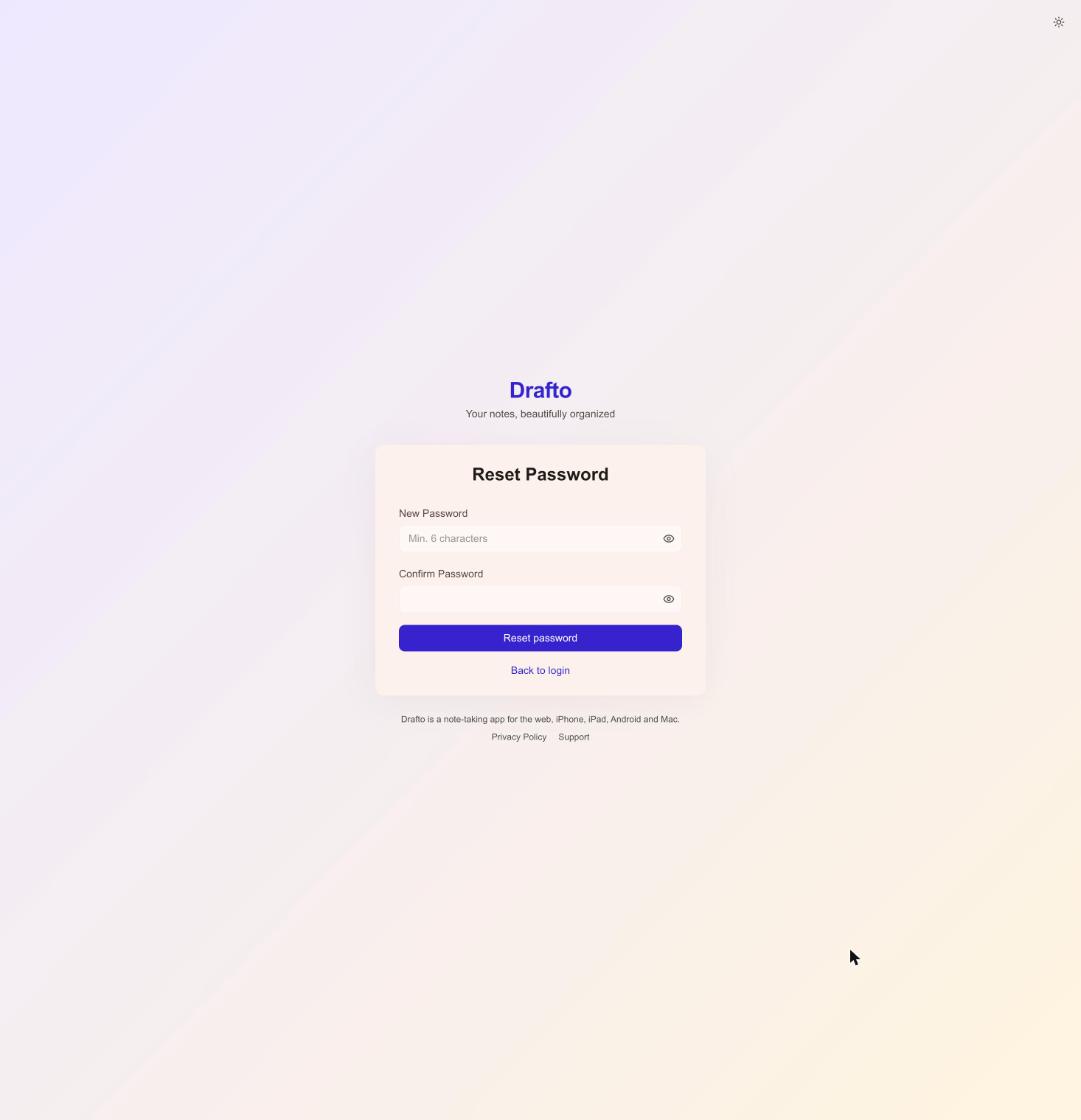 Drafto
Your notes, beautifully organized
Reset Password
New Password
Min. 6 characters
Confirm Password
Reset password
Back to login
Drafto is a note-taking app for the web, iPhone, iPad, Android and Mac.
Privacy Policy Support